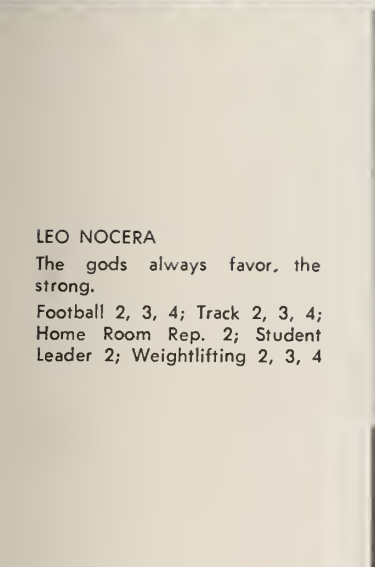 LEO NOCERA
The gods always favor. the
strong.
Football 2, 3, 4; Track 2, 3, 4;
Home Room Rep. 2; Student
Leader 2; Weightlifting 2, 3, 4